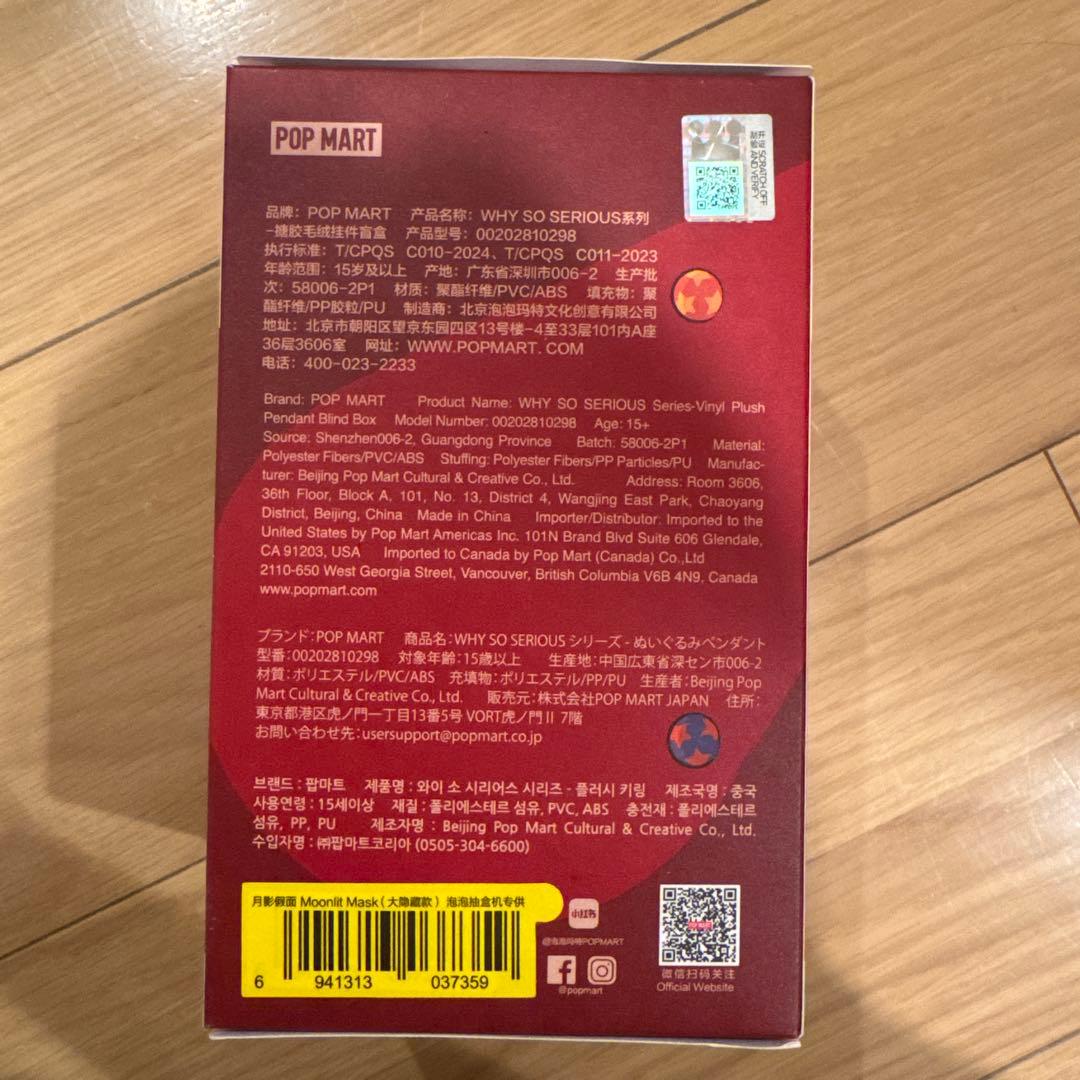 POP MART
开/刮 SCRATCH OFF
AND VERIFY
品牌：POP MART 产品名称：WHY SO SERIOUS系列
-搪胶毛绒挂件盲盒 产品型号：00202810298
执行标准：T/CPQS C010-2024、T/CPQS C011-2023
年龄范围：15岁及以上 产地：广东省深圳市006-2 生产批
次：58006-2P1 材质：聚酯纤维/PVC/ABS 填充物：聚
酯纤维/PP胶粒/PU 制造商：北京泡泡玛特文化创意有限公司
地址：北京市朝阳区望京东园四区13号楼-4至33层101内A座
36层3606室 网址：WWW.POPMART. COM
电话：400-023-2233
Brand: POP MART Product Name: WHY SO SERIOUS Series-Vinyl Plush
Pendant Blind Box Model Number: 00202810298 Age: 15+
Source: Shenzhen006-2, Guangdong Province Batch: 58006-2P1 Material:
Polyester Fibers/PVC/ABS Stuffing: Polyester Fibers/PP Particles/PU Manufac-
turer: Beijing Pop Mart Cultural & Creative Co., Ltd. Address: Room 3606,
36th Floor, Block A, 101, No. 13, District 4, Wangjing East Park, Chaoyang
District, Beijing, China Made in China Importer/Distributor: Imported to the
United States by Pop Mart Americas Inc. 101N Brand Blvd Suite 606 Glendale,
CA 91203, USA Imported to Canada by Pop Mart (Canada) Co.,Ltd
2110-650 West Georgia Street, Vancouver, British Columbia V6B 4N9, Canada
www.popmart.com
ブランド：POP MART 商品名：WHY SO SERIOUS シリーズ - ぬいぐるみペンダント
型番：00202810298 対象年齢：15歳以上 生産地：中国広東省深セン市006-2
材質：ポリエステル/PVC/ABS 充填物：ポリエステル/PP/PU 生産者：Beijing Pop
Mart Cultural & Creative Co., Ltd. 販売元：株式会社POP MART JAPAN 住所：
東京都港区虎ノ門一丁目13番5号 VORT虎ノ門Ⅱ 7階
お問い合わせ先：usersupport@popmart.co.jp
브랜드 : 팝마트 제품명 : 와이 소 시리어스 시리즈 - 플러시 키링 제조국명 : 중국
사용연령 : 15세이상 재질 : 폴리에스테르 섬유, PVC, ABS 충전재 : 폴리에스테르
섬유, PP, PU 제조자명 : Beijing Pop Mart Cultural & Creative Co., Ltd.
수입자명 : ㈜팝마트코리아 (0505-304-6600)
月影假面 Moonlit Mask（大隐藏款）泡泡抽盒机专供
6 941313 037359
小红书
@泡泡玛特POPMART
@popmart
POP MART
微信扫码关注
Official Website